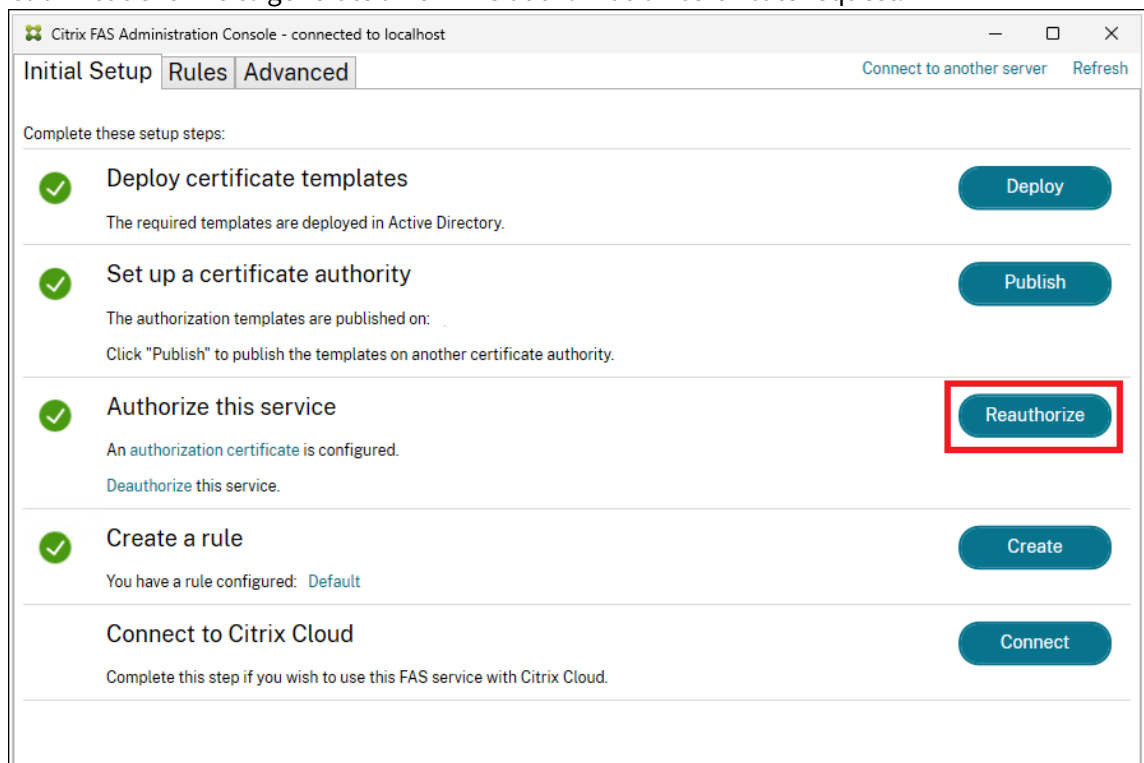 Citrix FAS Administration Console - connected to localhost
Initial Setup Rules Advanced Connect to another server Refresh
Complete these setup steps:
Deploy certificate templates
Deploy
The required templates are deployed in Active Directory.
Set up a certificate authority
Publish
The authorization templates are published on:
Click "Publish" to publish the templates on another certificate authority.
Authorize this service
Reauthorize
An authorization certificate is configured.
Deauthorize this service.
Create a rule
Create
You have a rule configured: Default
Connect to Citrix Cloud
Connect
Complete this step if you wish to use this FAS service with Citrix Cloud.